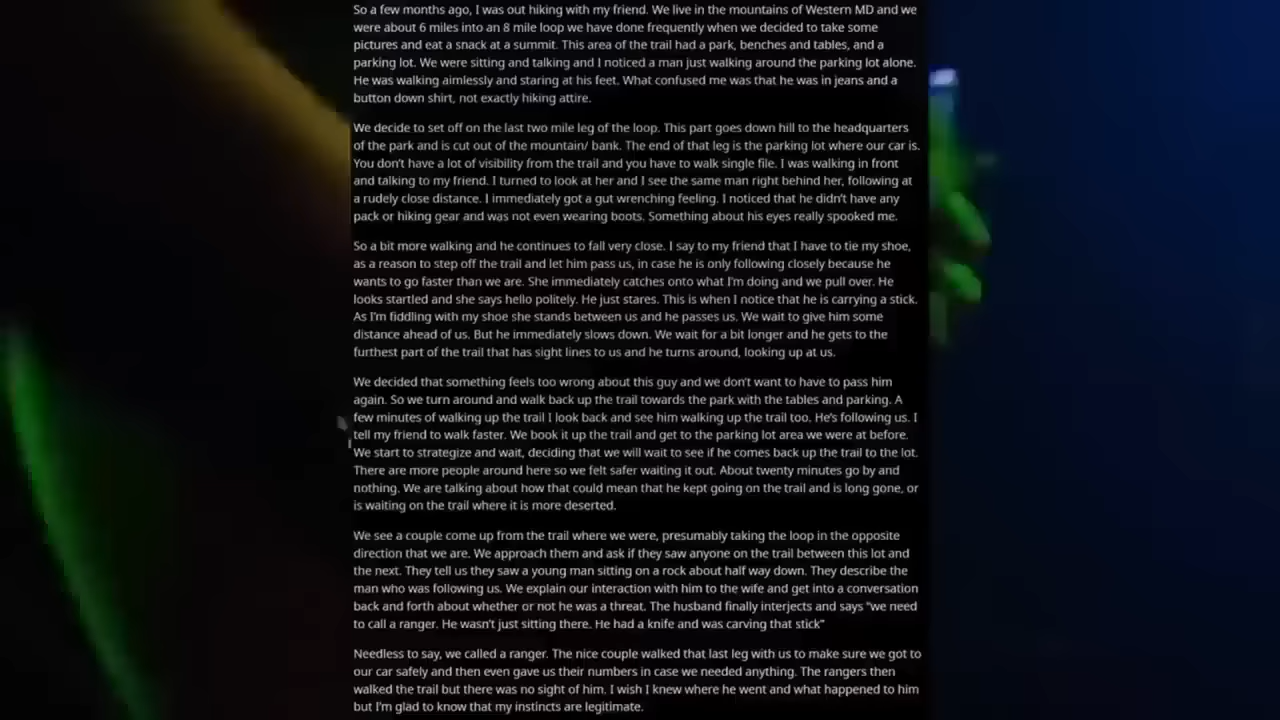 So a few months ago, I was out hiking with my friend. We live in the mountains of Western MD and we
were about 6 miles into an 8 mile loop we have done frequently when we decided to take some
pictures and eat a snack at a summit. This area of the trail had a park, benches and tables, and a
parking lot. We were sitting and talking and I noticed a man just walking around the parking lot alone.
He was walking aimlessly and staring at his feet. What confused me was that he was in jeans and a
button down shirt, not exactly hiking attire.
We decide to set off on the last two mile leg of the loop. This part goes down hill to the headquarters
of the park and is cut out of the mountain/ bank. The end of that leg is the parking lot where our car is.
You don’t have a lot of visibility from the trail and you have to walk single file. I was walking in front
and talking to my friend. I turned to look at her and I see the same man right behind her, following at
a rudely close distance. I immediately got a gut wrenching feeling. I noticed that he didn’t have any
pack or hiking gear and was not even wearing boots. Something about his eyes really spooked me.
So a bit more walking and he continues to fall very close. I say to my friend that I have to tie my shoe,
as a reason to step off the trail and let him pass us, in case he is only following closely because he
wants to go faster than we are. She immediately catches onto what I’m doing and we pull over. He
looks startled and she says hello politely. He just stares. This is when I notice that he is carrying a stick.
As I’m fiddling with my shoe she stands between us and he passes us. We wait to give him some
distance ahead of us. But he immediately slows down. We wait for a bit longer and he gets to the
furthest part of the trail that has sight lines to us and he turns around, looking up at us.
We decided that something feels too wrong about this guy and we don’t want to have to pass him
again. So we turn around and walk back up the trail towards the park with the tables and parking. A
few minutes of walking up the trail I look back and see him walking up the trail too. He’s following us. I
tell my friend to walk faster. We book it up the trail and get to the parking lot area we were at before.
We start to strategize and wait, deciding that we will wait to see if he comes back up the trail to the lot.
There are more people around here so we felt safer waiting it out. About twenty minutes go by and
nothing. We are talking about how that could mean that he kept going on the trail and is long gone, or
is waiting on the trail where it is more deserted.
We see a couple come up from the trail where we were, presumably taking the loop in the opposite
direction that we are. We approach them and ask if they saw anyone on the trail between this lot and
the next. They tell us they saw a young man sitting on a rock about half way down. They describe the
man who was following us. We explain our interaction with him to the wife and get into a conversation
back and forth about whether or not he was a threat. The husband finally interjects and says “we need
to call a ranger. He wasn’t just sitting there. He had a knife and was carving that stick”
Needless to say, we called a ranger. The nice couple walked that last leg with us to make sure we got to
our car safely and then even gave us their numbers in case we needed anything. The rangers then
walked the trail but there was no sight of him. I wish I knew where he went and what happened to him
but I’m glad to know that my instincts are legitimate.